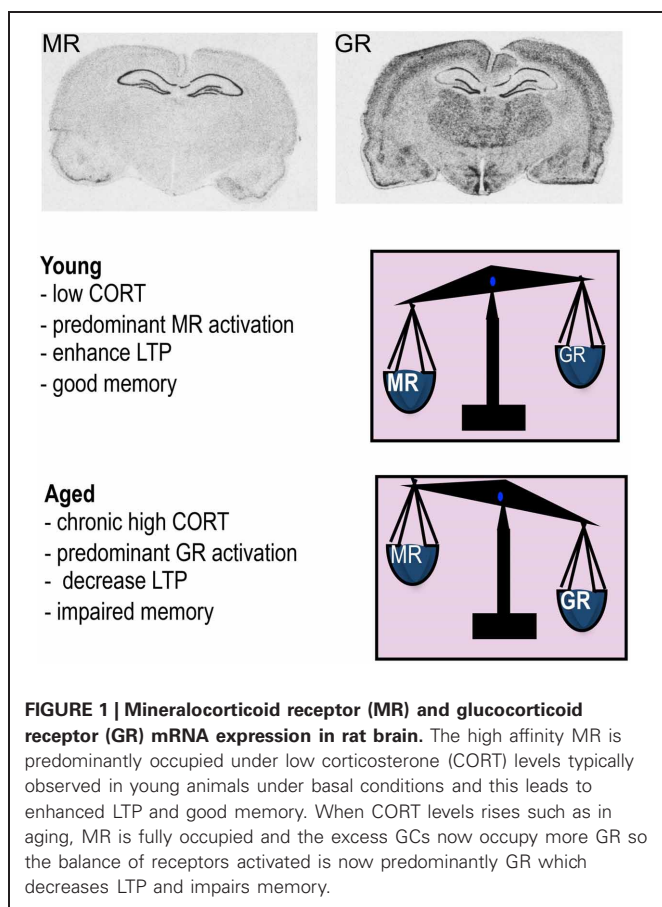 MR
GR
Young
- low CORT
- predominant MR activation
- enhance LTP
- good memory
MR
GR
Aged
- chronic high CORT
- predominant GR activation
- decrease LTP
- impaired memory
MR
GR
FIGURE 1 | Mineralocorticoid receptor (MR) and glucocorticoid
receptor (GR) mRNA expression in rat brain. The high affinity MR is
predominantly occupied under low corticosterone (CORT) levels typically
observed in young animals under basal conditions and this leads to
enhanced LTP and good memory. When CORT levels rises such as in
aging, MR is fully occupied and the excess GCs now occupy more GR so
the balance of receptors activated is now predominantly GR which
decreases LTP and impairs memory.